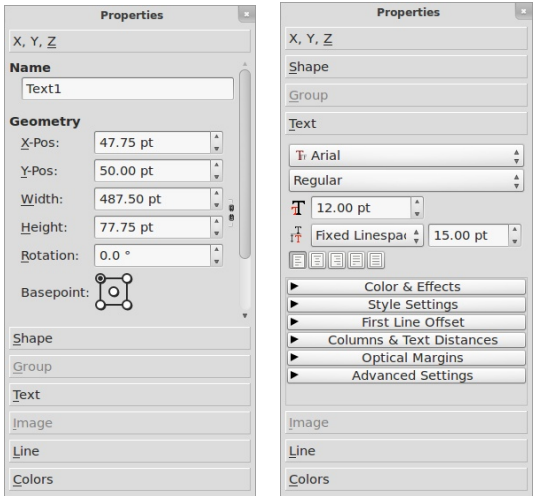 Properties
X, Y, Z
Name
Text1
Geometry
X-Pos: 47.75 pt
Y-Pos: 50.00 pt
Width: 487.50 pt
Height: 77.75 pt
Rotation: 0.0 °
Basepoint:
Shape
Group
Text
Image
Line
Colors
Properties
X, Y, Z
Shape
Group
Text
Arial
Regular
12.00 pt
Fixed Linespac 15.00 pt
Color & Effects
Style Settings
First Line Offset
Columns & Text Distances
Optical Margins
Advanced Settings
Image
Line
Colors